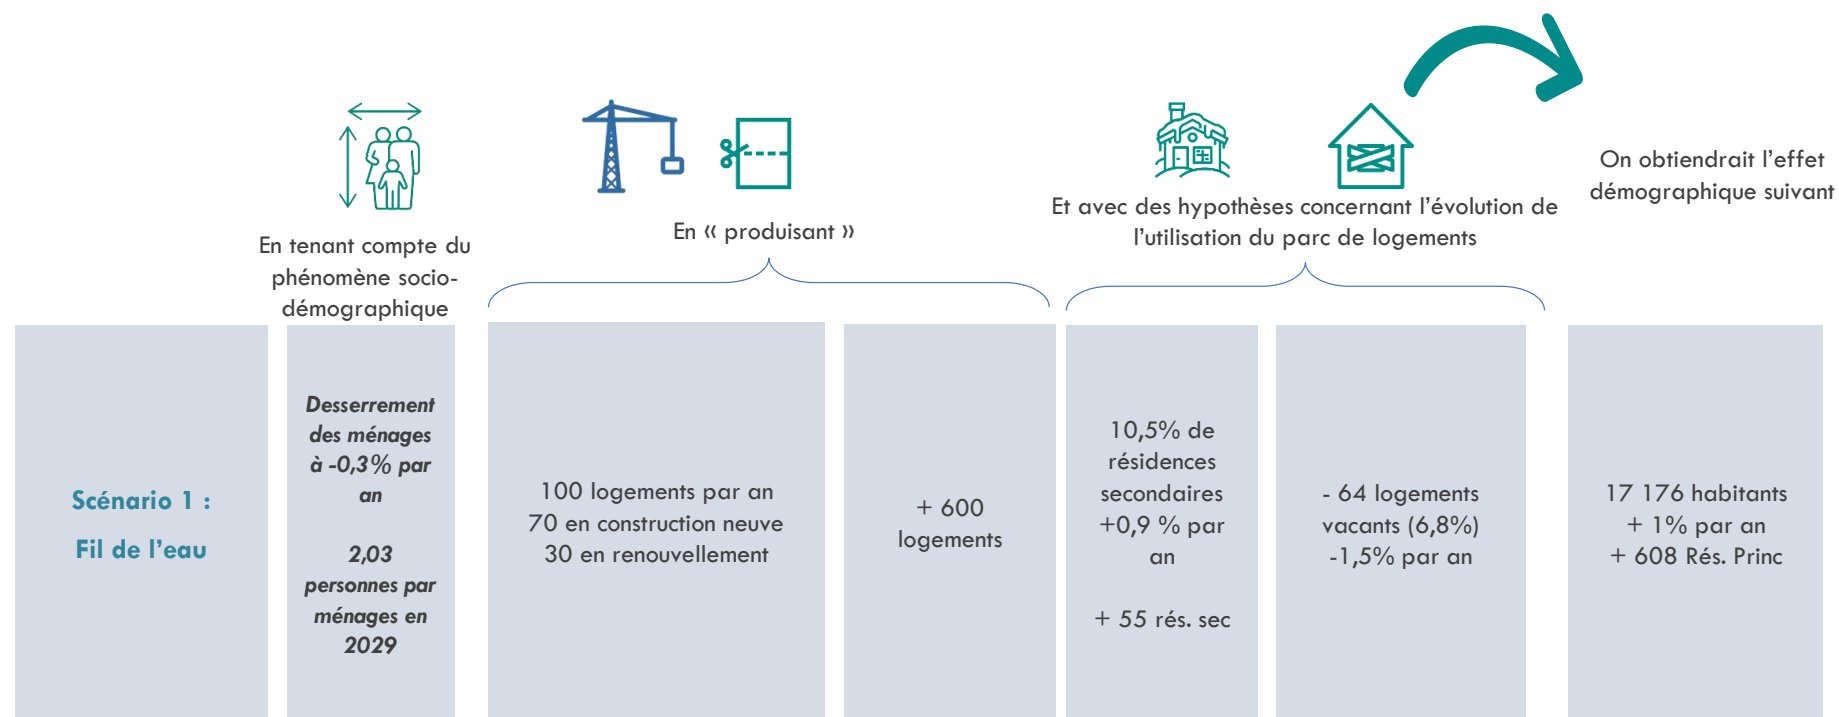 En tenant compte du
phénomène socio-
démographique
En « produisant »
Et avec des hypothèses concernant l’évolution de
l’utilisation du parc de logements
On obtiendrait l’effet
démographique suivant
Scénario 1 :
Fil de l’eau
Desserrement
des ménages
à -0,3% par
an
2,03
personnes par
ménages en
2029
100 logements par an
70 en construction neuve
30 en renouvellement
+ 600
logements
10,5% de
résidences
secondaires
+0,9 % par
an
+ 55 rés. sec
- 64 logements
vacants (6,8%)
-1,5% par an
17 176 habitants
+ 1% par an
+ 608 Rés. Princ